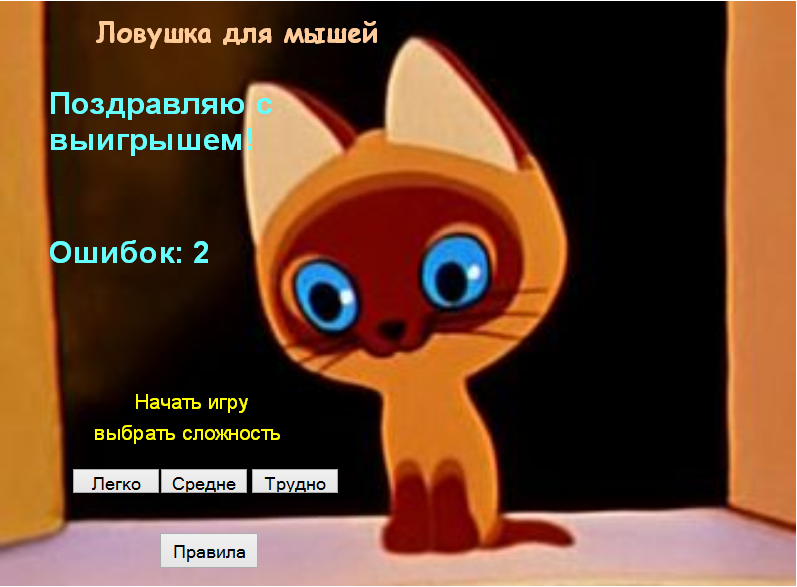 Ловушка для мышей
Поздравляю с
выигрышем!
Ошибок: 2
Начать игру
выбрать сложность
Легко Средне Трудно
Правила